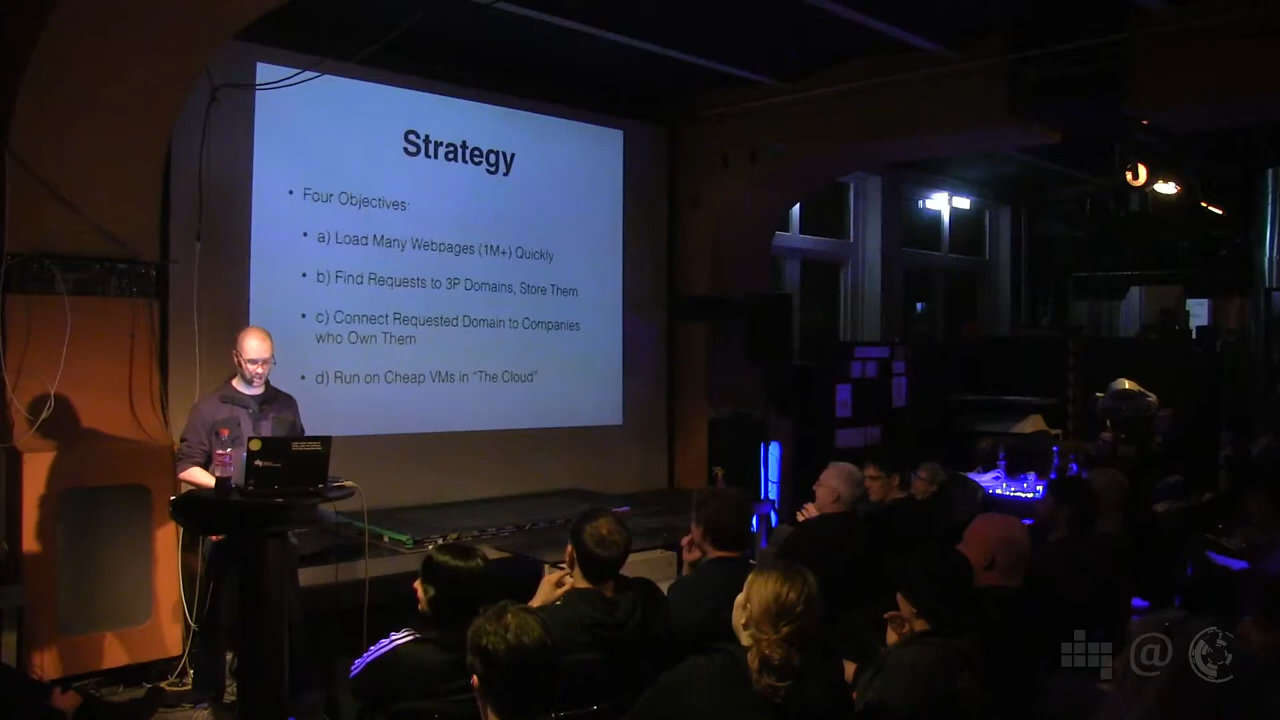 Strategy
• Four Objectives:
• a) Load Many Webpages (1M+) Quickly
• b) Find Requests to 3P Domains, Store Them
• c) Connect Requested Domain to Companies
who Own Them
• d) Run on Cheap VMs in “The Cloud”
@